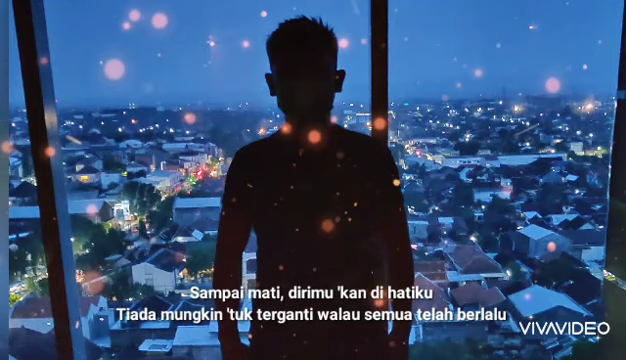 Sampai mati, dirimu 'kan di hatiku
Tiada mungkin 'tuk terganti walau semua telah berlalu
VIVAVIDEO